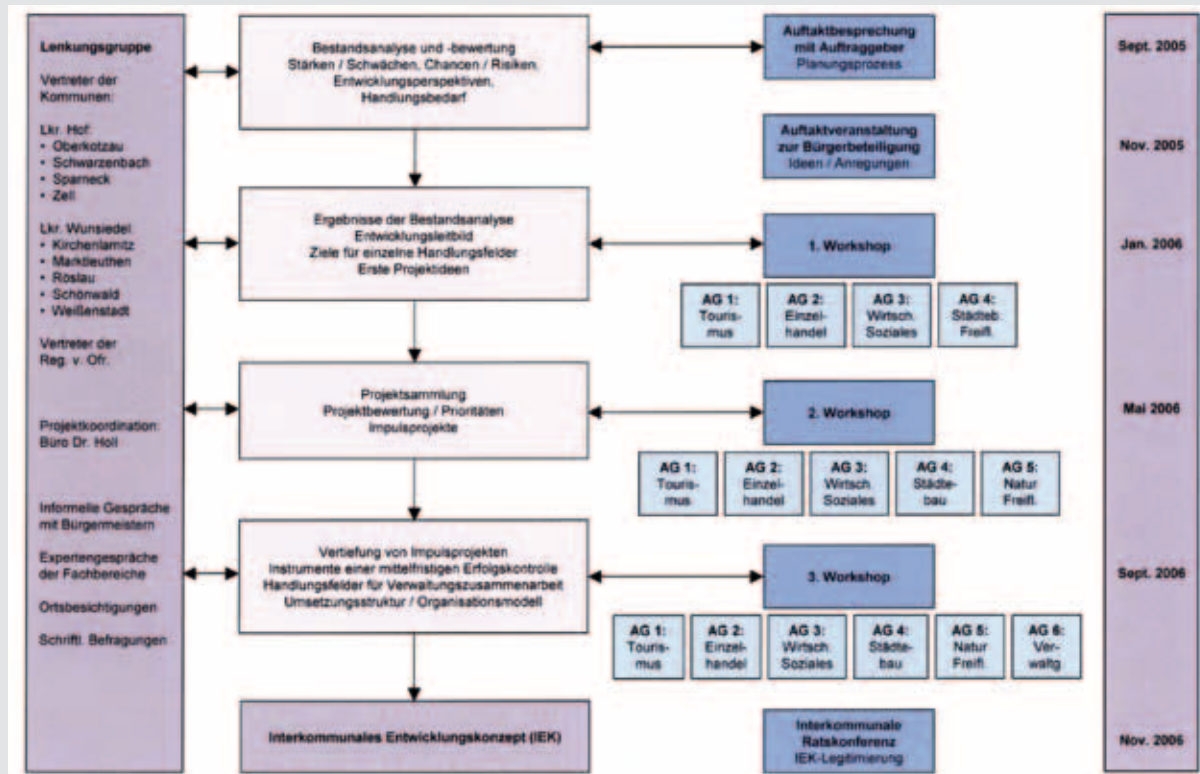 Lenkungsgruppe
Vertreter der
Kommunen:
Lkr. Hof:
• Oberkotzau
• Schwarzenbach
• Sparneck
• Zell
Lkr. Wunsiedel:
• Kirchenlamitz
• Marktleuthen
• Röslau
• Schönwald
• Weißenstadt
Vertreter der
Reg. v. Ofr.
Projektkoordination:
Büro Dr. Holl
Informelle Gespräche
mit Bürgermeistern
Expertengespräche
der Fachbereiche
Ortsbesichtigungen
Schriftl. Befragungen
Bestandsanalyse und -bewertung
Stärken / Schwächen, Chancen / Risiken,
Entwicklungsperspektiven,
Handlungsbedarf
Ergebnisse der Bestandsanalyse
Entwicklungsleitbild
Ziele für einzelne Handlungsfelder
Erste Projektideen
Projektsammlung
Projektbewertung / Prioritäten
Impulsprojekte
Vertiefung von Impulsprojekten
Instrumente einer mittelfristigen Erfolgskontrolle
Handlungsfelder für Verwaltungszusammenarbeit
Umsetzungsstruktur / Organisationsmodell
Interkommunales Entwicklungskonzept (IEK)
Auftaktbesprechung
mit Auftraggeber
Planungsprozess
Auftaktveranstaltung
zur Bürgerbeteiligung
Ideen / Anregungen
1. Workshop
AG 1:
Touris-
mus
AG 2:
Einzel-
handel
AG 3:
Wirtsch.
Soziales
AG 4:
Städteb.
Freifl.
2. Workshop
AG 1:
Touris-
mus
AG 2:
Einzel-
handel
AG 3:
Wirtsch.
Soziales
AG 4:
Städte-
bau
AG 5:
Natur
Freifl.
3. Workshop
AG 1:
Touris-
mus
AG 2:
Einzel-
handel
AG 3:
Wirtsch.
Soziales
AG 4:
Städte-
bau
AG 5:
Natur
Freifl.
AG 6:
Ver-
waltg
Interkommunale
Ratskonferenz
IEK-Legitimierung
Sept. 2005
Nov. 2005
Jan. 2006
Mai 2006
Sept. 2006
Nov. 2006